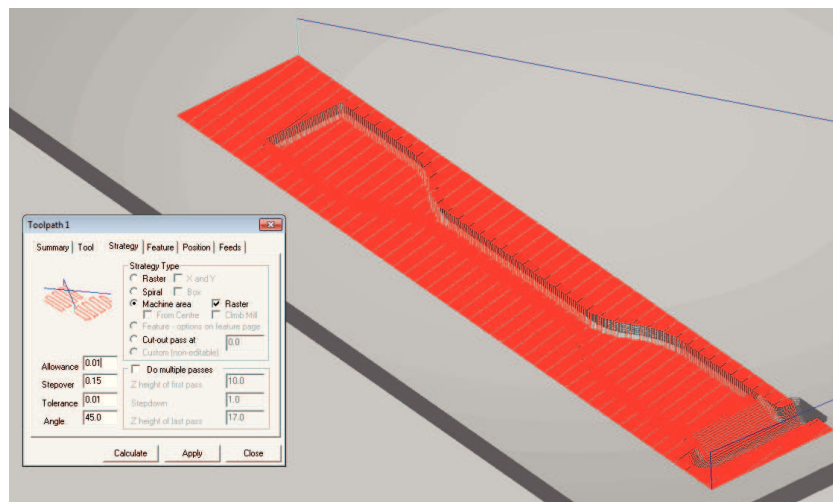 Toolpath 1
Summary Tool Strategy Feature Position Feeds
Strategy Type
Raster X and Y
Spiral Box
Machine area Raster
From Centre Climb Mill
Feature - options on feature page
Cut-out pass at 0.0
Custom (non-editable)
Allowance 0.01
Stepover 0.15
Tolerance 0.01
Angle 45.0
Do multiple passes
Z height of first pass 10.0
Stepdown 1.0
Z height of last pass 17.0
Calculate Apply Close